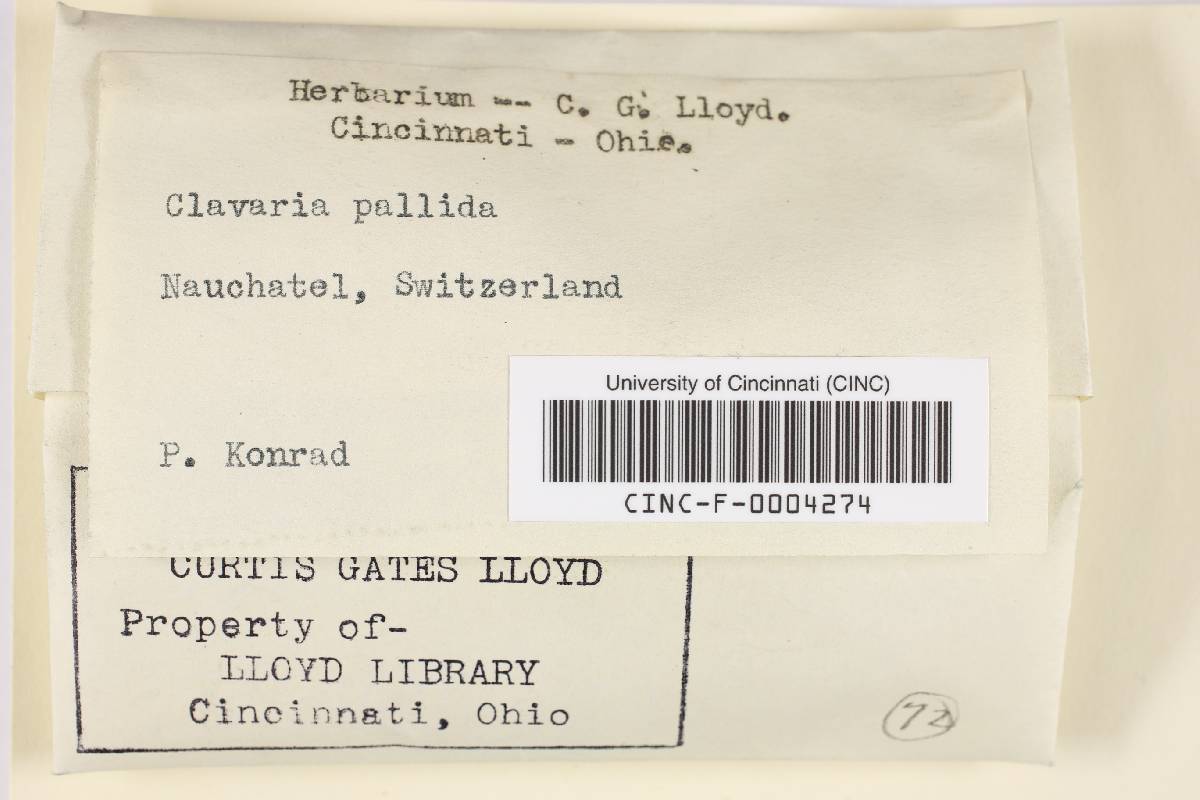 Herbarium -- C. G. Lloyd.
Cincinnati - Ohio.
Clavaria pallida
Nauchatel, Switzerland
University of Cincinnati (CINC)
CINC-F-0004274
P. Konrad
CURTIS GATES LLOYD
Property of-
LLOYD LIBRARY
Cincinnati, Ohio
72